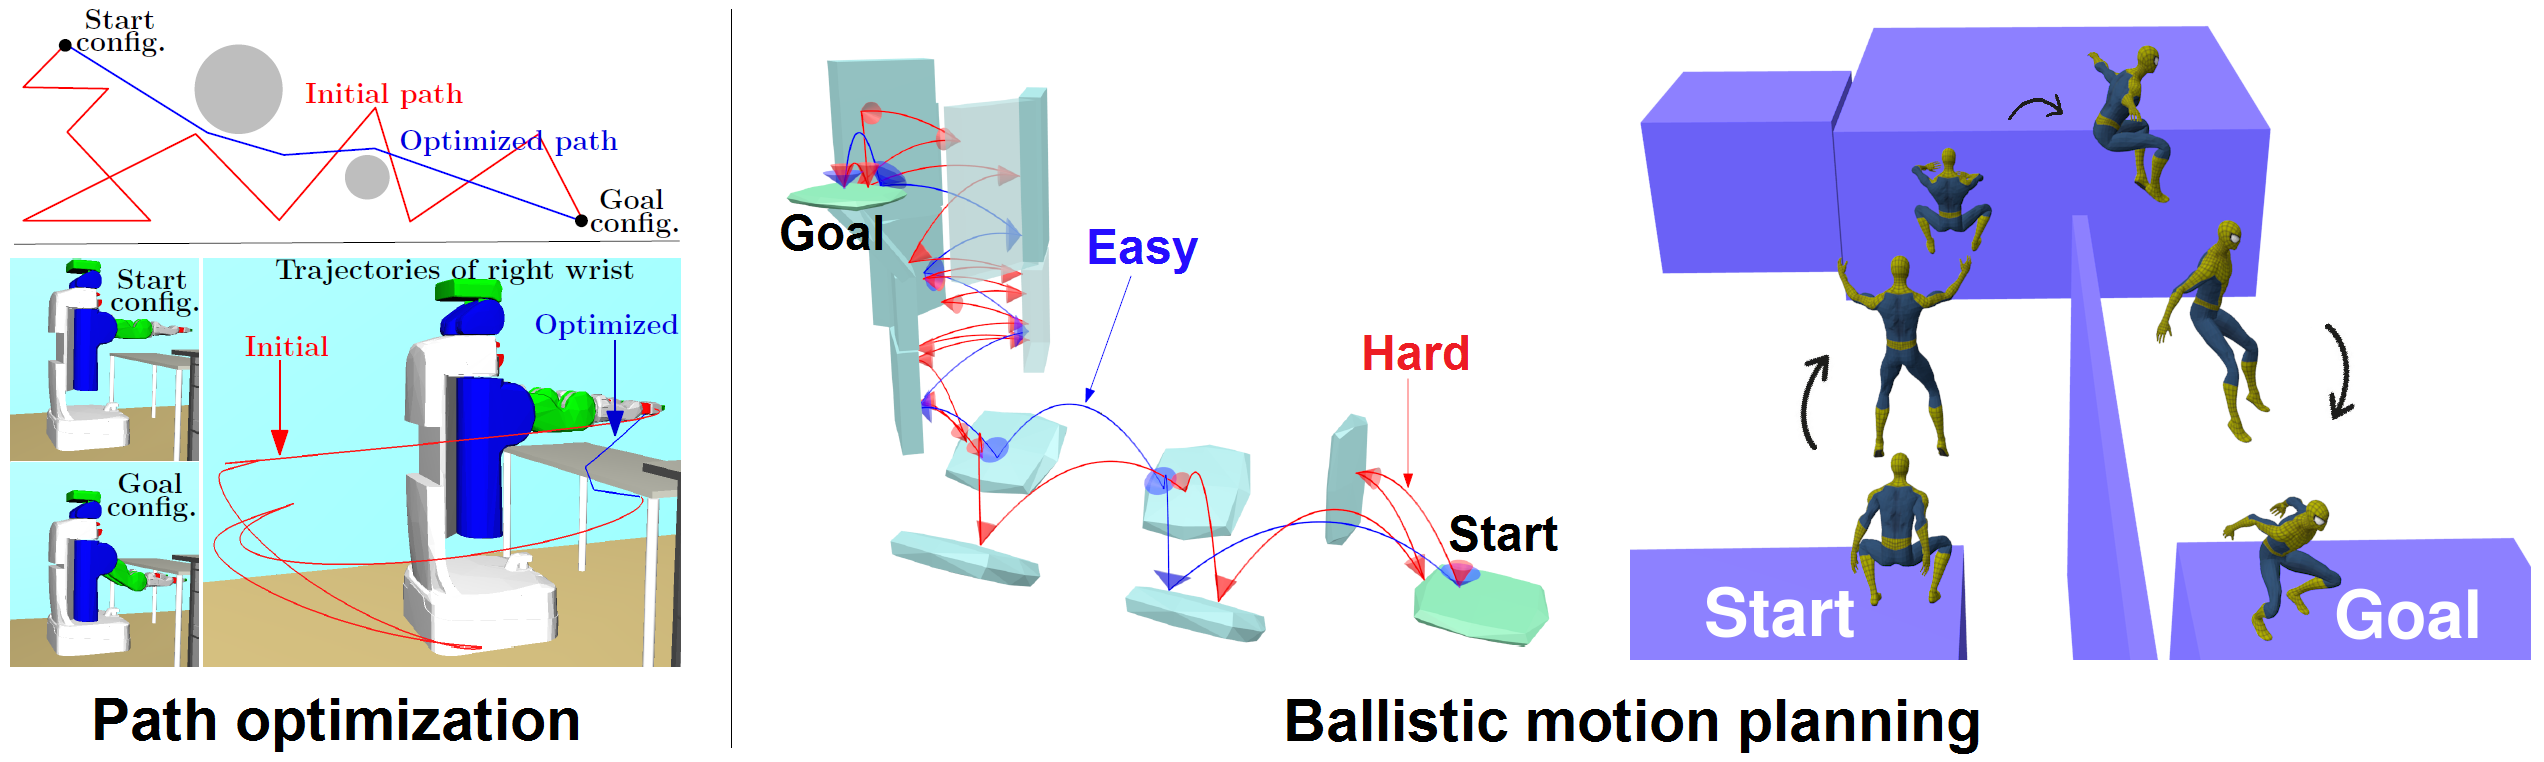 Start
config.
Initial path
Optimized path
Goal
config.
Start
config.
Trajectories of right wrist
Initial
Optimized
Goal
config.
Path optimization
Goal
Easy
Hard
Start
Start
Goal
Ballistic motion planning